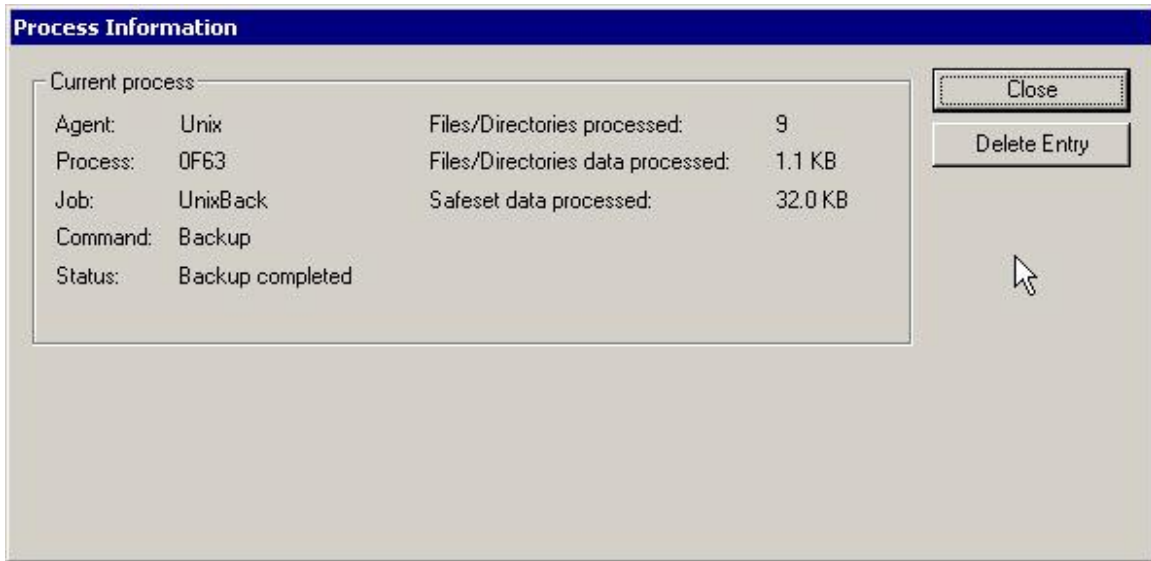 Process Information
Current process
Agent: Unix Files/Directories processed: 9
Process: 0F63 Files/Directories data processed: 1.1 KB
Job: UnixBack Safeset data processed: 32.0 KB
Command: Backup
Status: Backup completed
Close
Delete Entry